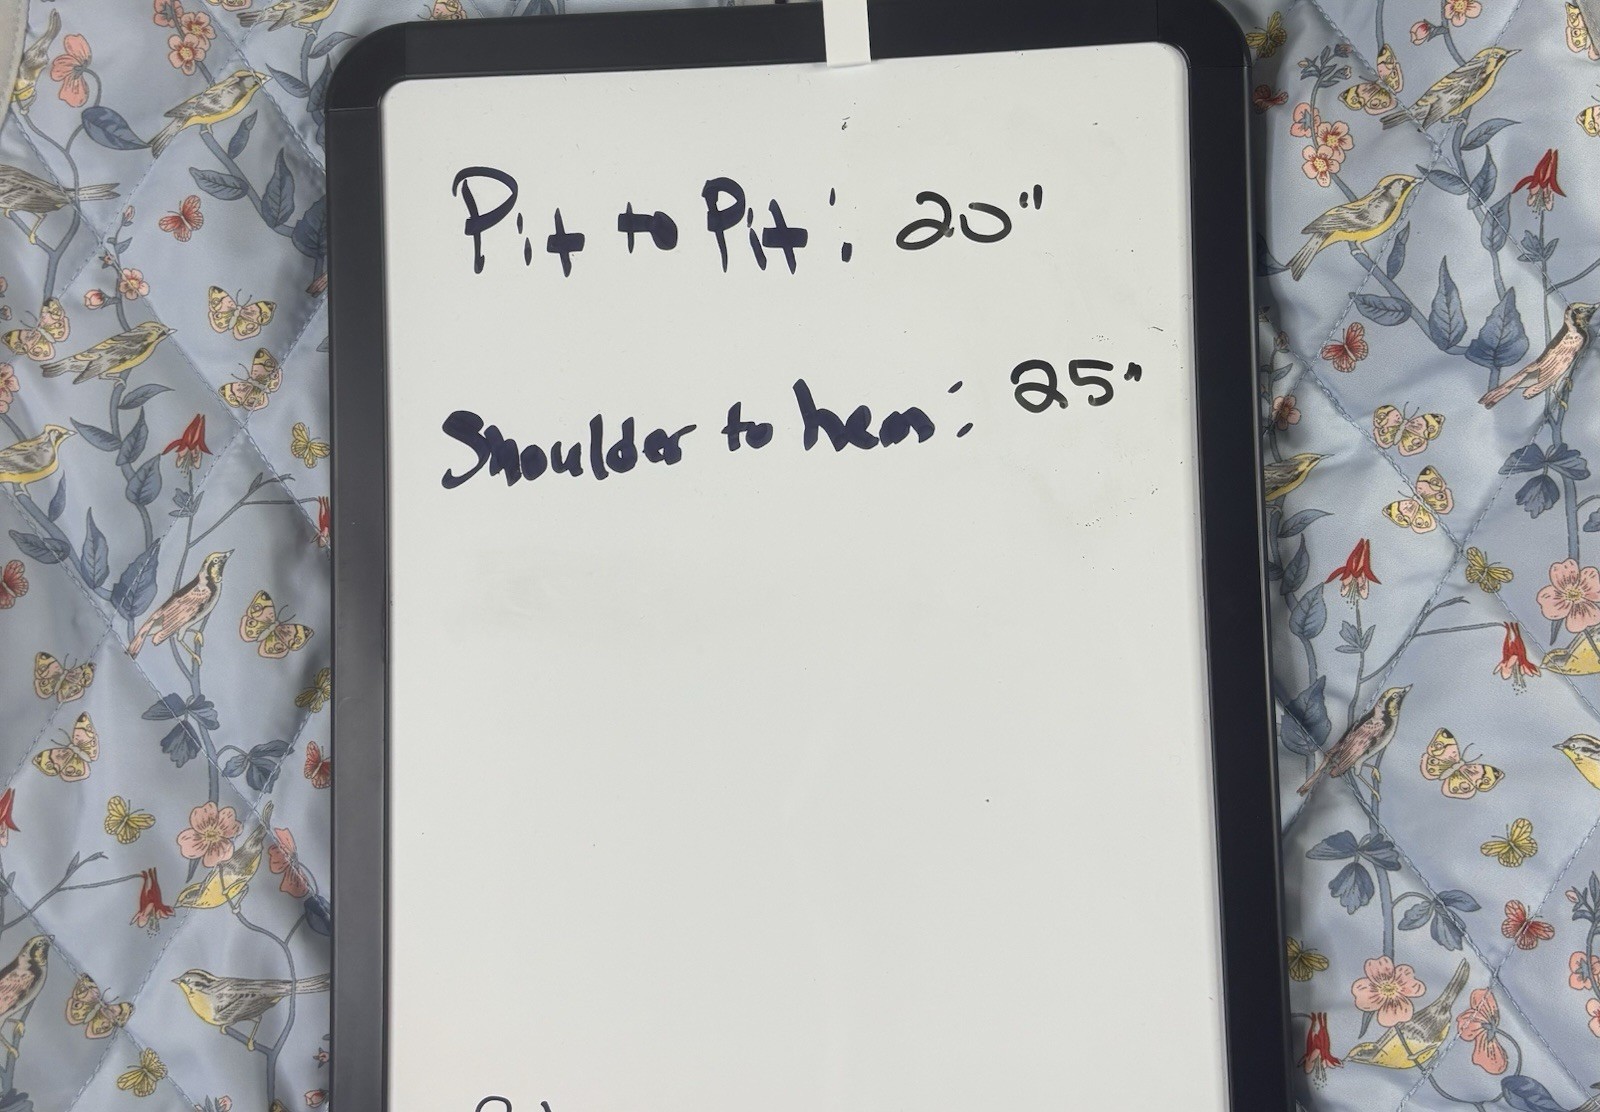 Pit to Pit: 20"
Shoulder to hem: 25"